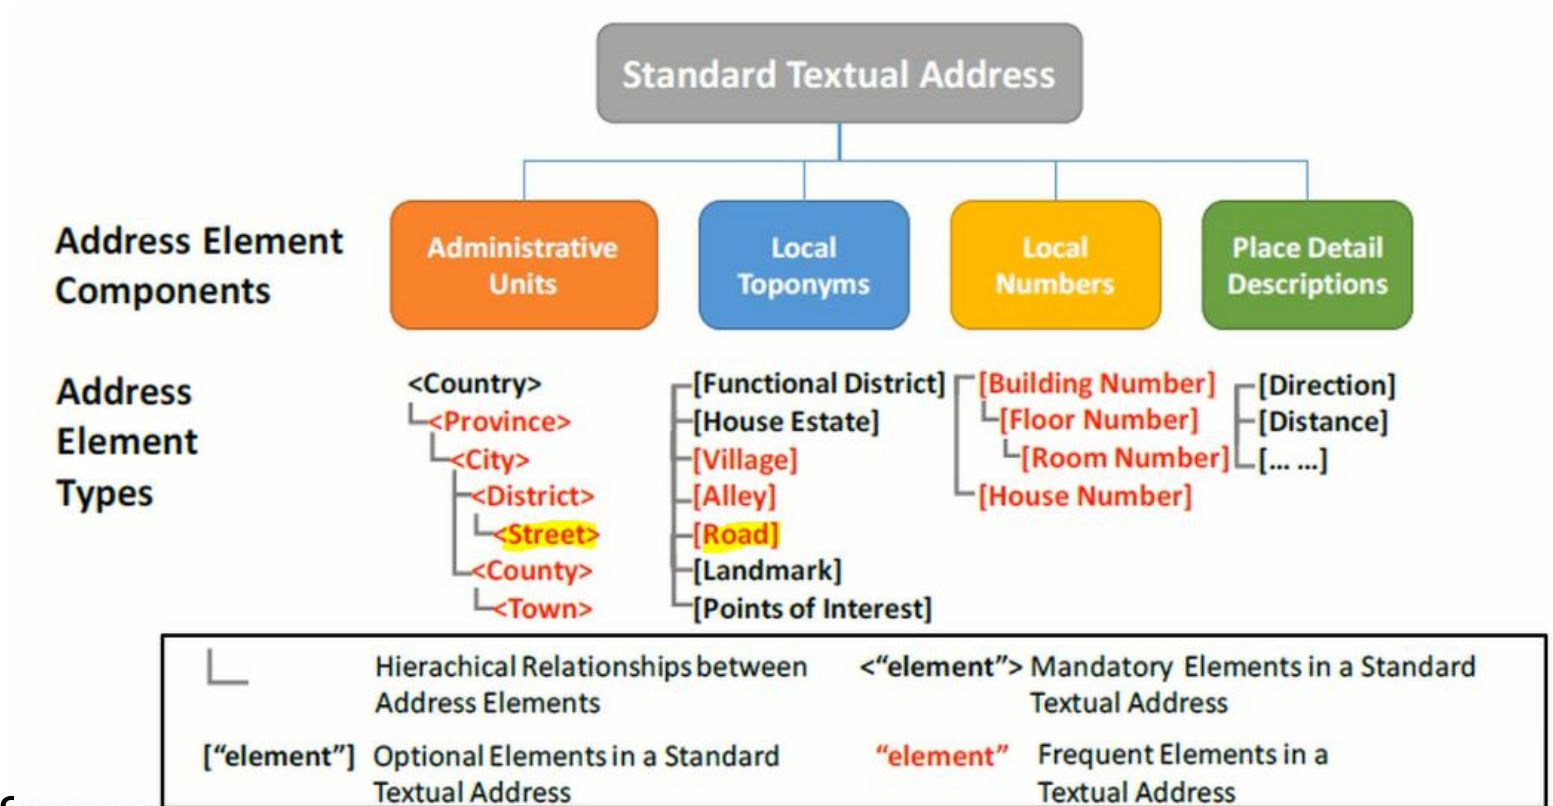 Standard Textual Address
Address Element
Components
Administrative
Units
Local
Toponyms
Local
Numbers
Place Detail
Descriptions
Address
Element
Types
<Country>
<Province>
<City>
<District>
<Street>
<County>
<Town>
[Functional District]
[House Estate]
[Village]
[Alley]
[Road]
[Landmark]
[Points of Interest]
[Building Number]
[Floor Number]
[Room Number]
[House Number]
[Direction]
[Distance]
[... ...]
Hierachical Relationships between
Address Elements
<“element”> Mandatory Elements in a Standard
Textual Address
[“element”] Optional Elements in a Standard
Textual Address
“element” Frequent Elements in a
Textual Address